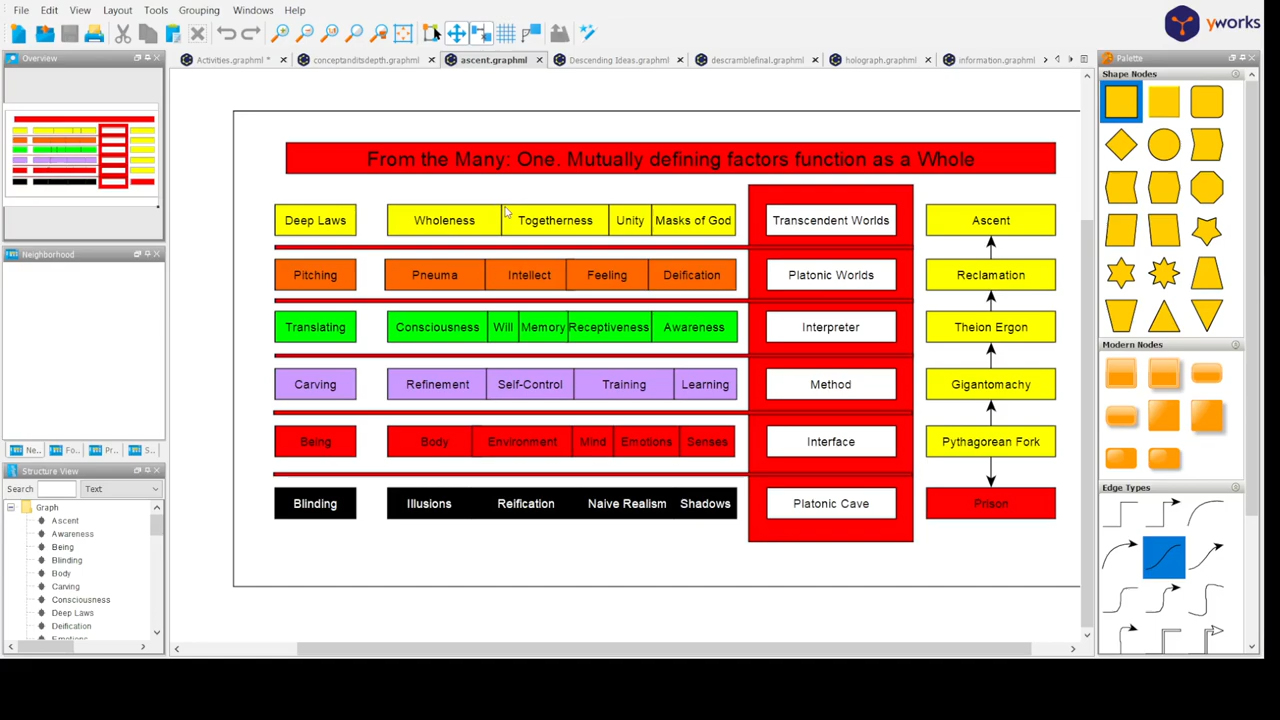 File Edit View Layout Tools Grouping Windows Help
yworks
Overview
Activities.graphml *
conceptanditsdepth.graphml
ascent.graphml
Descending Ideas.graphml
descramblefinal.graphml
holograph.graphml
information.graphml
Palette
Shape Nodes
From the Many: One. Mutually defining factors function as a Whole
Deep Laws Wholeness Togetherness Unity Masks of God Transcendent Worlds Ascent
Pitching Pneuma Intellect Feeling Deification Platonic Worlds Reclamation
Translating Consciousness Will Memory Receptiveness Awareness Interpreter Theion Ergon
Carving Refinement Self-Control Training Learning Method Gigantomachy
Being Body Environment Mind Emotions Senses Interface Pythagorean Fork
Blinding Illusions Reification Naive Realism Shadows Platonic Cave Prison
Neighborhood
Ne.. Fo.. Pr.. S..
Structure View
Search Text
Graph
Ascent
Awareness
Being
Blinding
Body
Carving
Consciousness
Deep Laws
Deification
Emotions
Modern Nodes
Edge Types